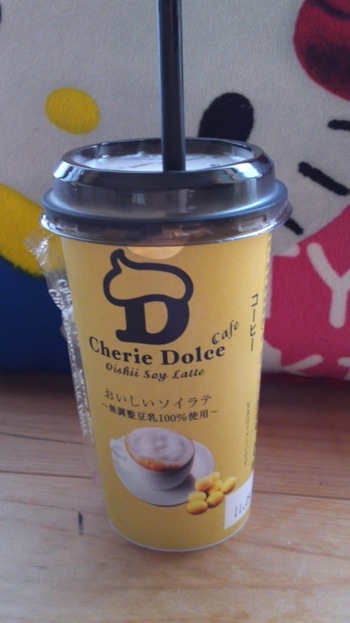 D
Cherie Dolce
Cafe
Oishii Soy Latte
おいしいソイラテ
～無調整豆乳100%使用～
コーヒー